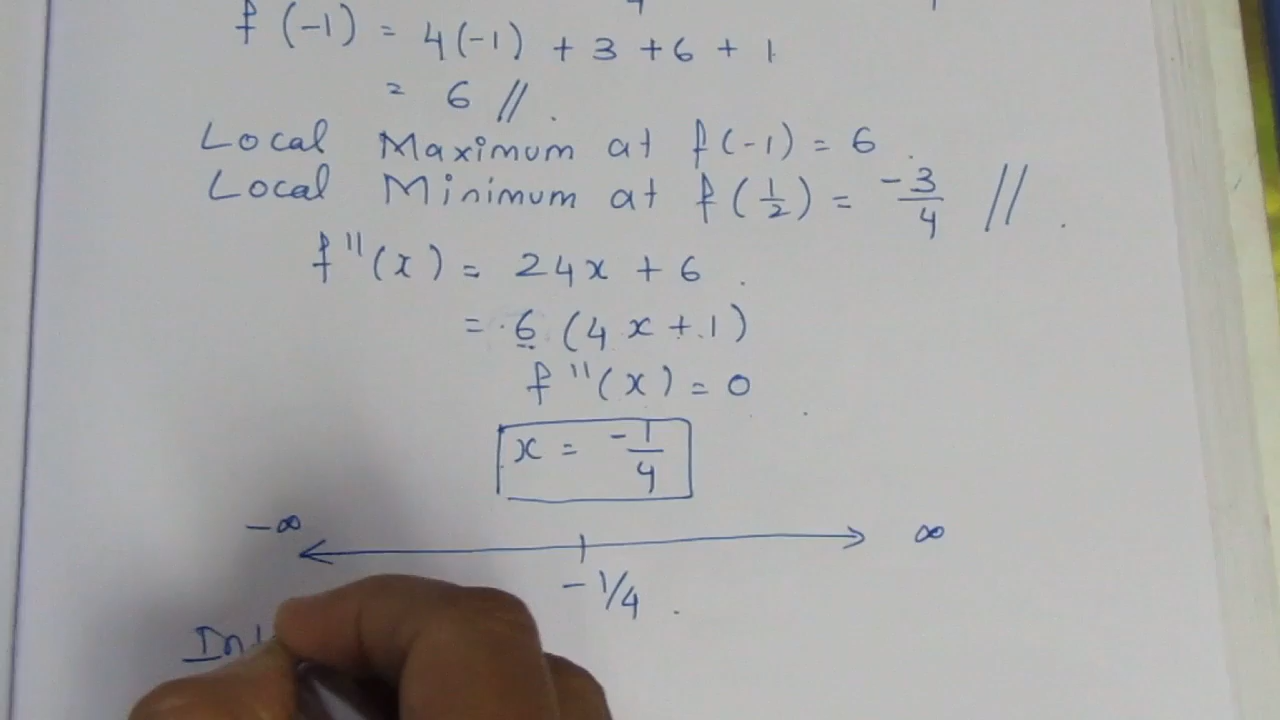 f (-1) = 4(-1) + 3 + 6 + 1
= 6 //.
Local Maximum at f(-1) = 6.
Local Minimum at f(1/2) = -3/4 //.
f''(x) = 24x + 6.
= 6 (4x + 1)
f''(x) = 0
x = -1/4
-∞ ∞
-1/4.